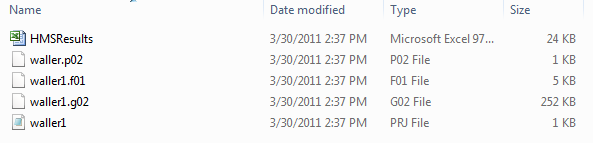 Name Date modified Type Size
HMSResults 3/30/2011 2:37 PM Microsoft Excel 97... 24 KB
waller.p02 3/30/2011 2:37 PM P02 File 1 KB
waller1.f01 3/30/2011 2:37 PM F01 File 5 KB
waller1.g02 3/30/2011 2:37 PM G02 File 252 KB
waller1 3/30/2011 2:37 PM PRJ File 1 KB